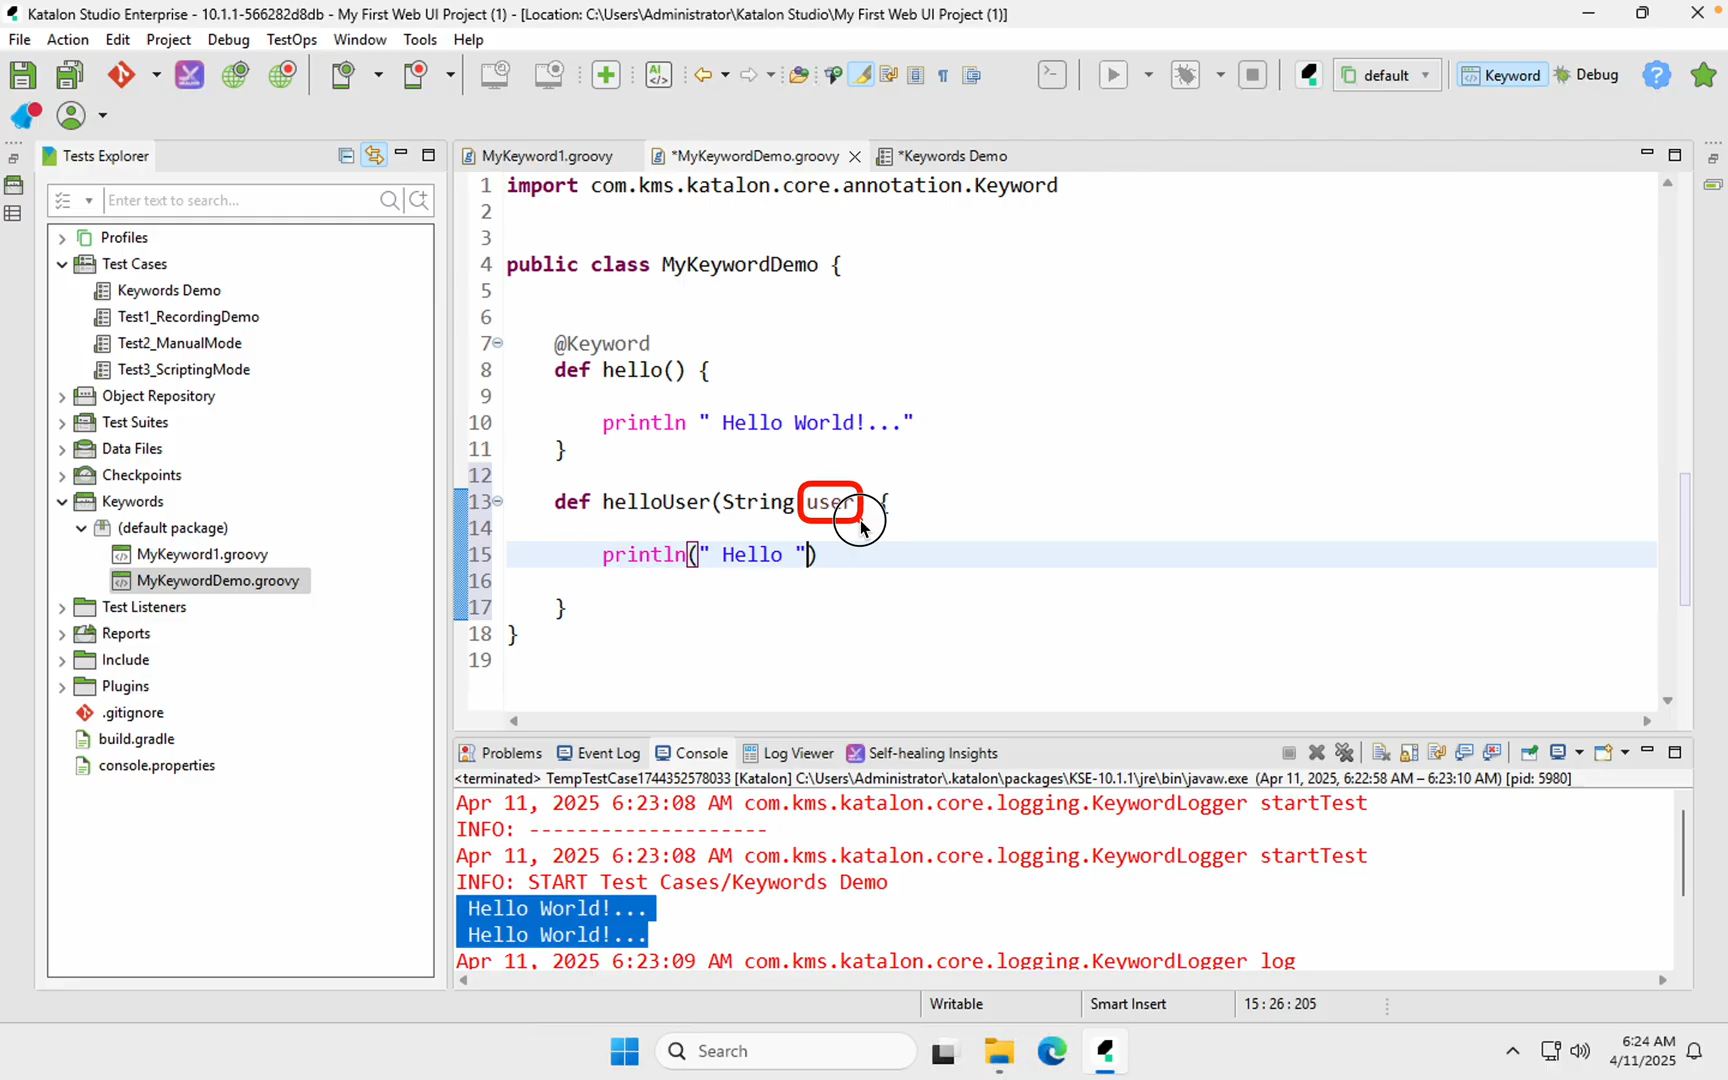 Katalon Studio Enterprise - 10.1.1-566282d8db - My First Web UI Project (1) - [Location: C:\Users\Administrator\Katalon Studio\My First Web UI Project (1)]
File Action Edit Project Debug TestOps Window Tools Help
default Keyword Debug
Tests Explorer
MyKeyword1.groovy *MyKeywordDemo.groovy *Keywords Demo
Enter text to search...
Profiles
Test Cases
Keywords Demo
Test1_RecordingDemo
Test2_ManualMode
Test3_ScriptingMode
Object Repository
Test Suites
Data Files
Checkpoints
Keywords
(default package)
MyKeyword1.groovy
MyKeywordDemo.groovy
Test Listeners
Reports
Include
Plugins
.gitignore
build.gradle
console.properties
1 import com.kms.katalon.core.annotation.Keyword
2
3
4 public class MyKeywordDemo {
5
6
7 @Keyword
8 def hello() {
9
10 println " Hello World!..."
11 }
12
13 def helloUser(String user {
14
15 println(" Hello ")
16
17 }
18 }
19
Problems Event Log Console Log Viewer Self-healing Insights
<terminated> TempTestCase1744352578033 [Katalon] C:\Users\Administrator\.katalon\packages\KSE-10.1.1\jre\bin\javaw.exe (Apr 11, 2025, 6:22:58 AM – 6:23:10 AM) [pid: 5980]
Apr 11, 2025 6:23:08 AM com.kms.katalon.core.logging.KeywordLogger startTest
INFO: --------------------
Apr 11, 2025 6:23:08 AM com.kms.katalon.core.logging.KeywordLogger startTest
INFO: START Test Cases/Keywords Demo
Hello World!...
Hello World!...
Apr 11, 2025 6:23:09 AM com.kms.katalon.core.logging.KeywordLogger log
Writable Smart Insert 15 : 26 : 205
Search
6:24 AM
4/11/2025